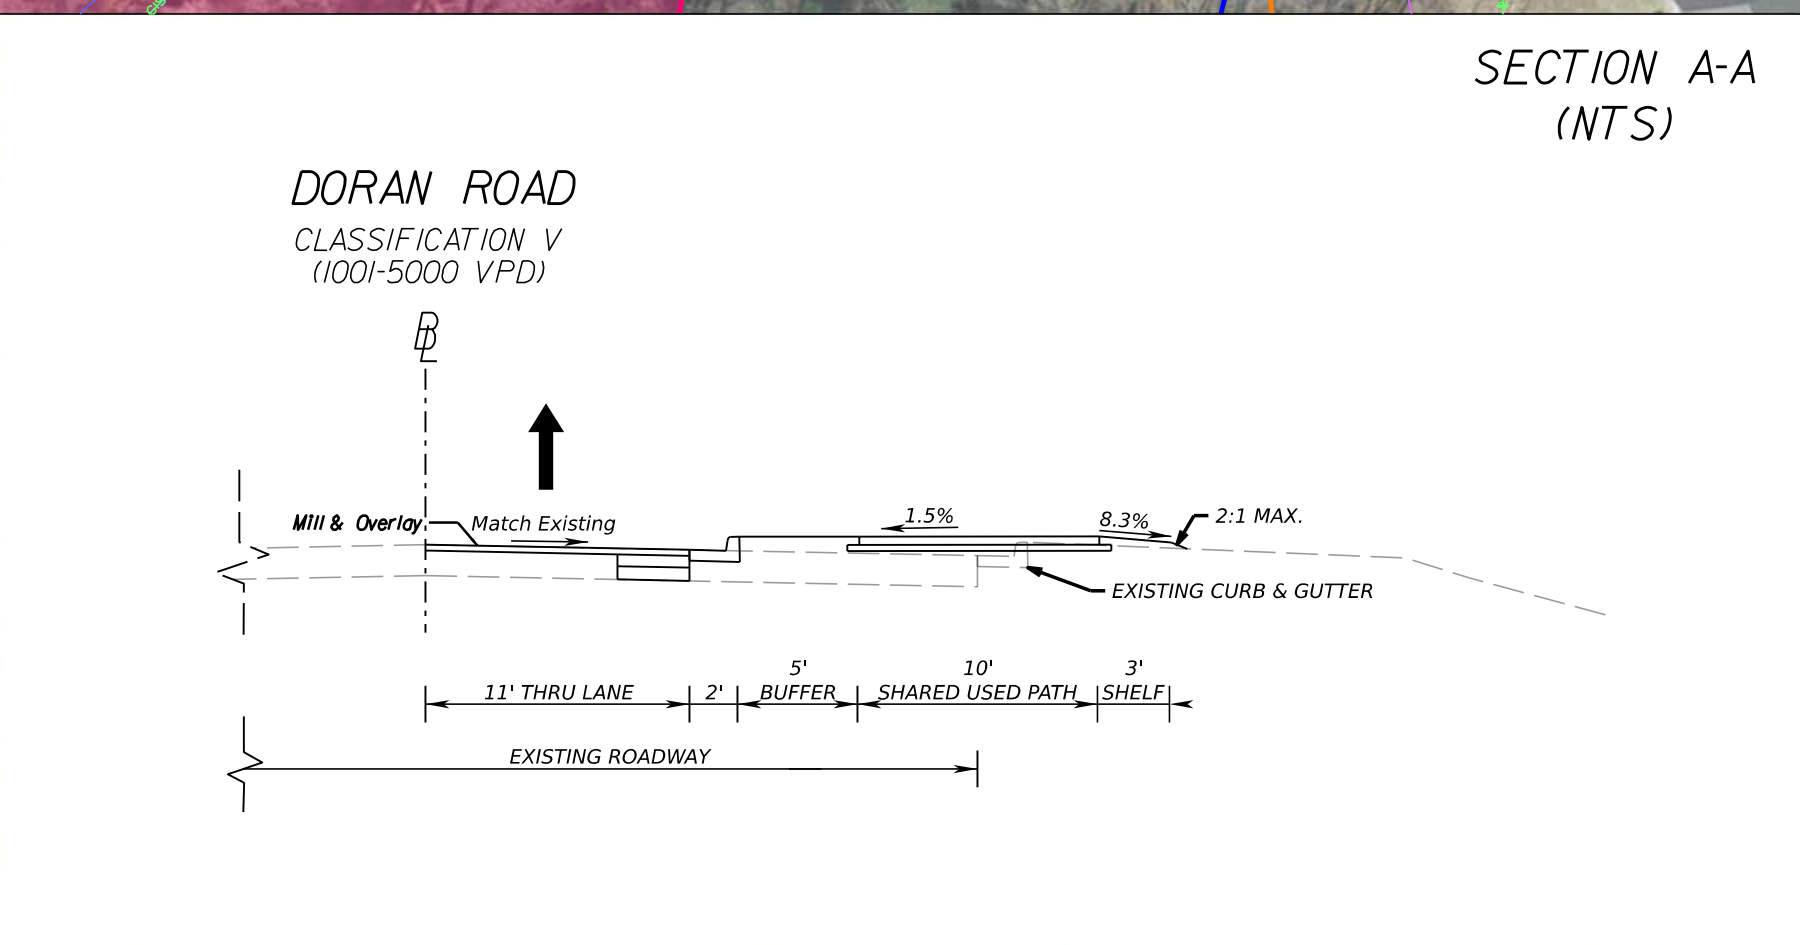 SECTION A-A
(NTS)
DORAN ROAD
CLASSIFICATION V
(1001-5000 VPD)
BL
Mill & Overlay
Match Existing
1.5%
8.3%
2:1 MAX.
EXISTING CURB & GUTTER
5'
10'
3'
11' THRU LANE
2'
BUFFER
SHARED USED PATH
SHELF
EXISTING ROADWAY